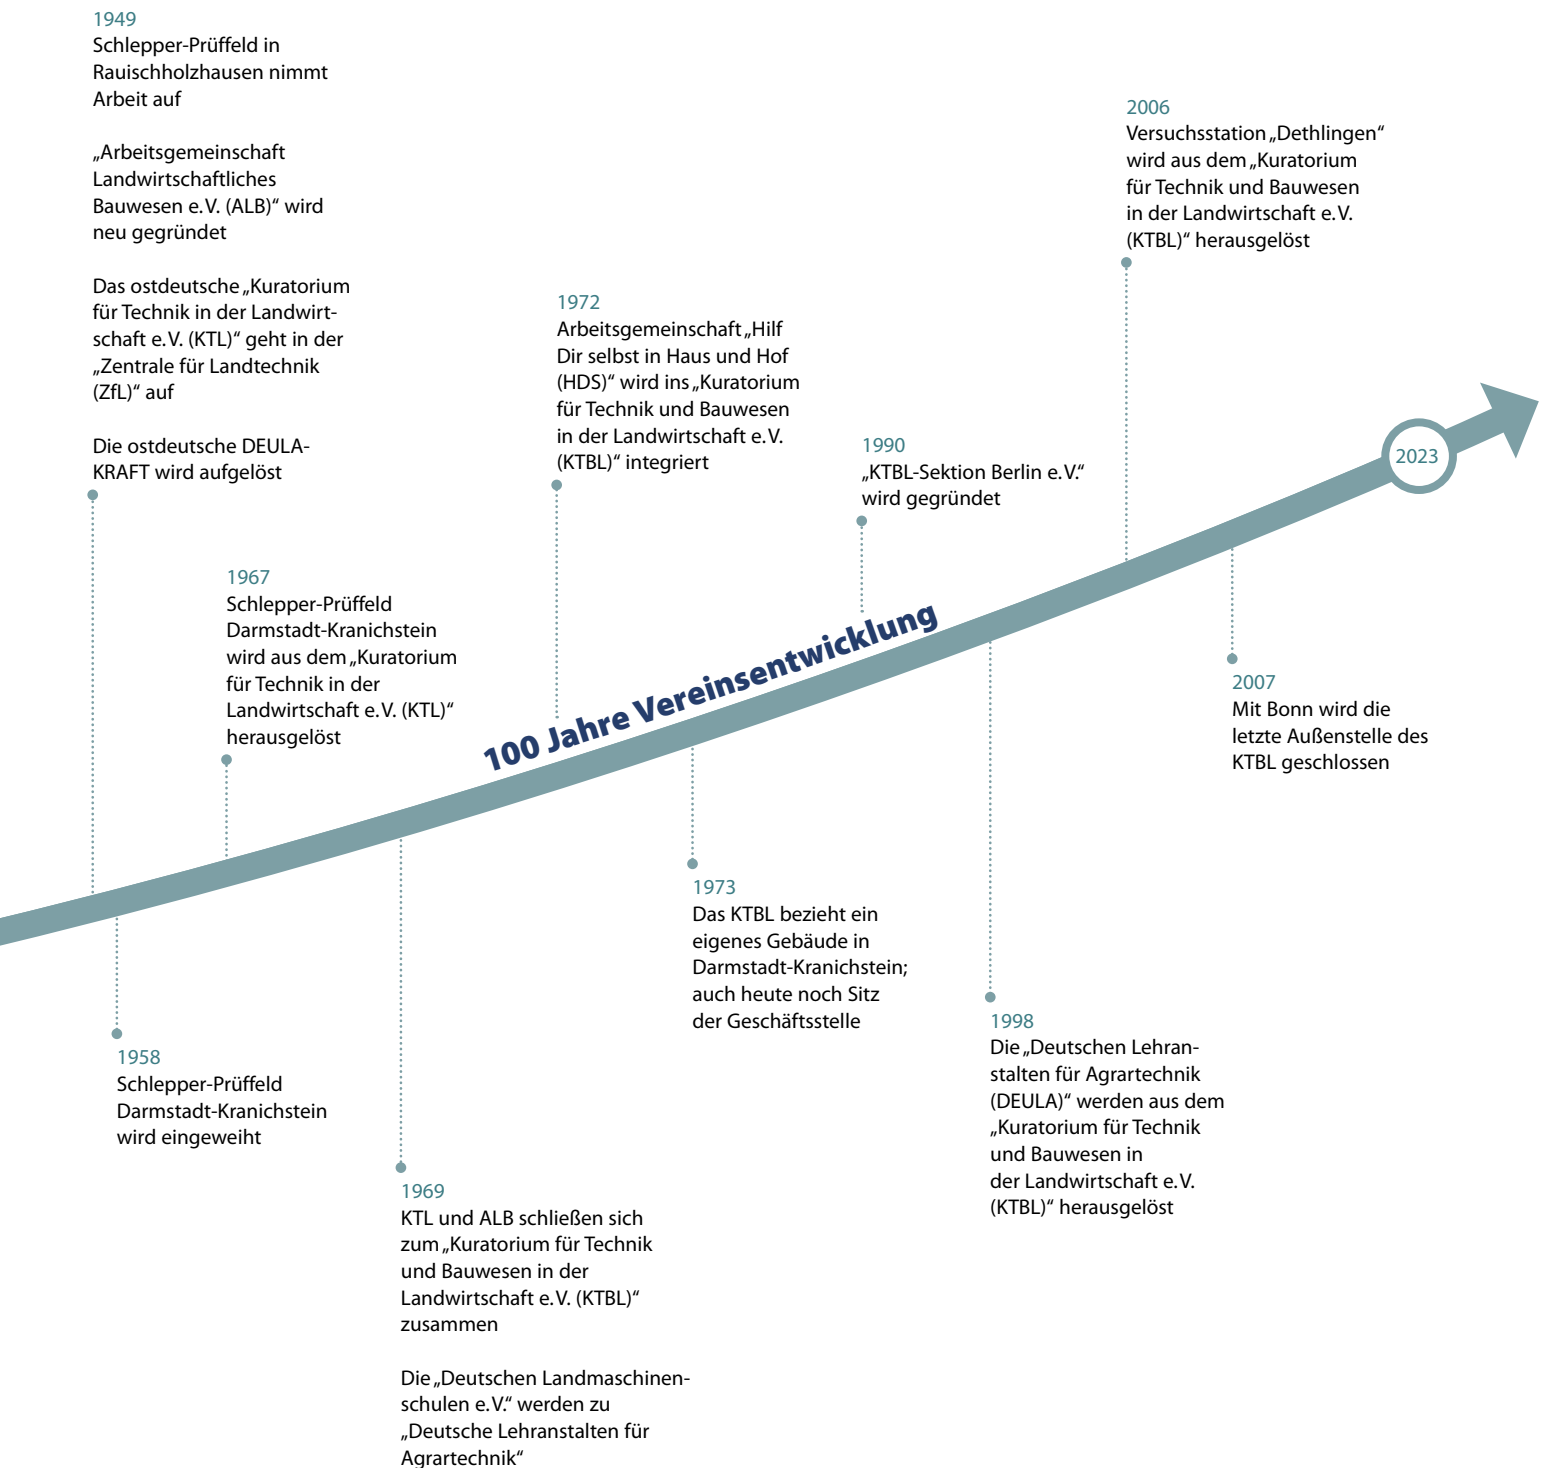 1949
Schlepper-Prüffeld in
Rauischholzhausen nimmt
Arbeit auf
„Arbeitsgemeinschaft
Landwirtschaftliches
Bauwesen e.V. (ALB)“ wird
neu gegründet
Das ostdeutsche „Kuratorium
für Technik in der Landwirt-
schaft e.V. (KTL)“ geht in der
„Zentrale für Landtechnik
(ZfL)“ auf
Die ostdeutsche DEULA-
KRAFT wird aufgelöst
1958
Schlepper-Prüffeld
Darmstadt-Kranichstein
wird eingeweiht
1967
Schlepper-Prüffeld
Darmstadt-Kranichstein
wird aus dem „Kuratorium
für Technik in der
Landwirtschaft e.V. (KTL)“
herausgelöst
1969
KTL und ALB schließen sich
zum „Kuratorium für Technik
und Bauwesen in der
Landwirtschaft e.V. (KTBL)“
zusammen
Die „Deutschen Landmaschinen-
schulen e.V.“ werden zu
„Deutsche Lehranstalten für
Agrartechnik“
1972
Arbeitsgemeinschaft „Hilf
Dir selbst in Haus und Hof
(HDS)“ wird ins „Kuratorium
für Technik und Bauwesen
in der Landwirtschaft e.V.
(KTBL)“ integriert
100 Jahre Vereinsentwicklung
1973
Das KTBL bezieht ein
eigenes Gebäude in
Darmstadt-Kranichstein;
auch heute noch Sitz
der Geschäftsstelle
1990
„KTBL-Sektion Berlin e.V.“
wird gegründet
1998
Die „Deutschen Lehran-
stalten für Agrartechnik
(DEULA)“ werden aus dem
„Kuratorium für Technik
und Bauwesen in
der Landwirtschaft e.V.
(KTBL)“ herausgelöst
2006
Versuchsstation „Dethlingen“
wird aus dem „Kuratorium
für Technik und Bauwesen
in der Landwirtschaft e.V.
(KTBL)“ herausgelöst
2007
Mit Bonn wird die
letzte Außenstelle des
KTBL geschlossen
2023